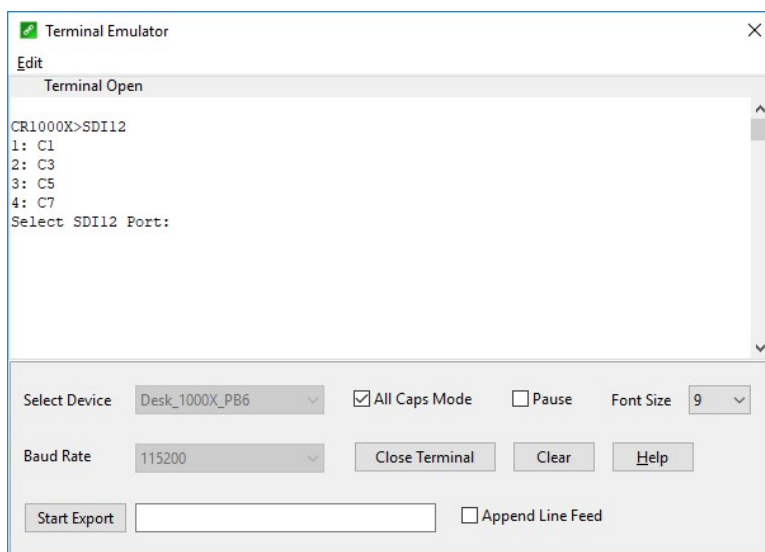 Terminal Emulator
Edit
Terminal Open
CR1000X>SDI12
1: C1
2: C3
3: C5
4: C7
Select SDI12 Port:
Select Device Desk_1000X_PB6 All Caps Mode Pause Font Size 9
Baud Rate 115200 Close Terminal Clear Help
Start Export Append Line Feed